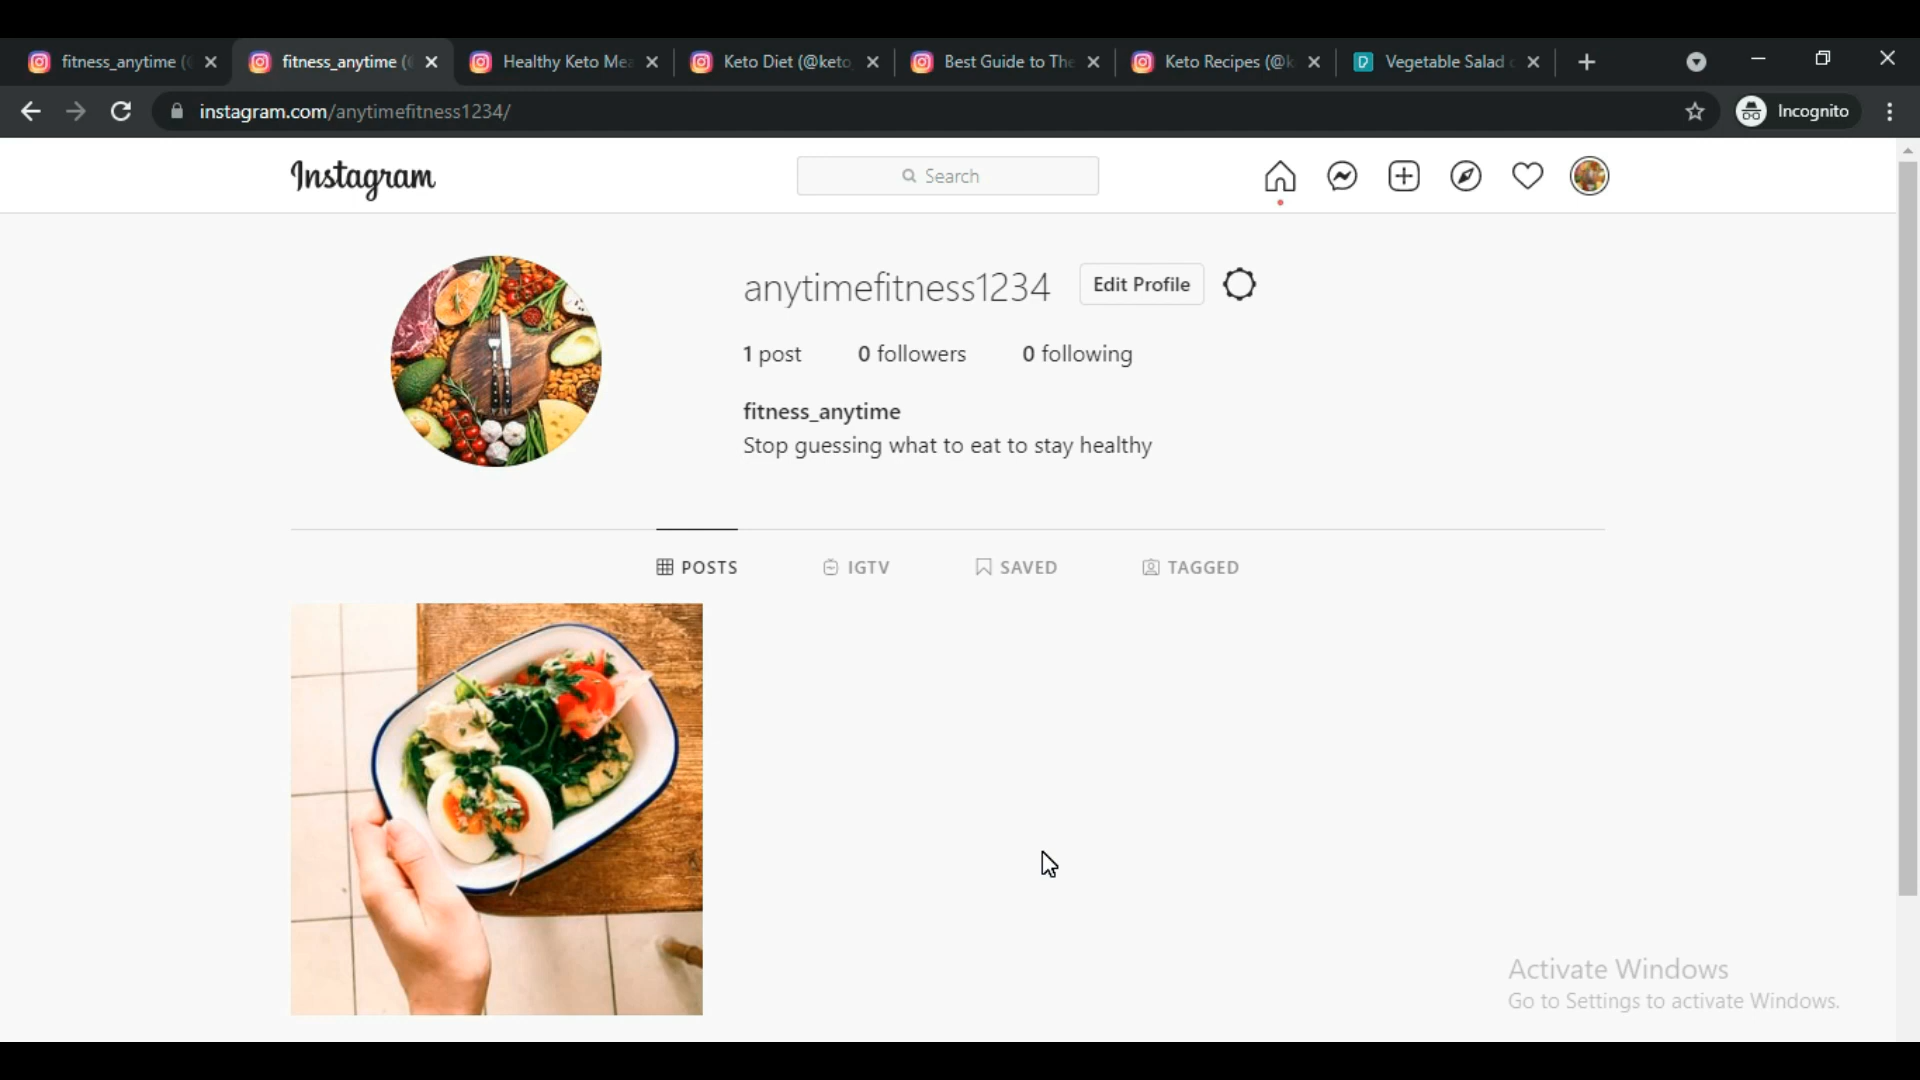 fitness_anytime (
fitness_anytime (
Healthy Keto Mea
Keto Diet (@keto
Best Guide to The
Keto Recipes (@k
Vegetable Salad
instagram.com/anytimefitness1234/
Incognito
Instagram
Search
anytimefitness1234
Edit Profile
1 post
0 followers
0 following
fitness_anytime
Stop guessing what to eat to stay healthy
POSTS
IGTV
SAVED
TAGGED
Activate Windows
Go to Settings to activate Windows.